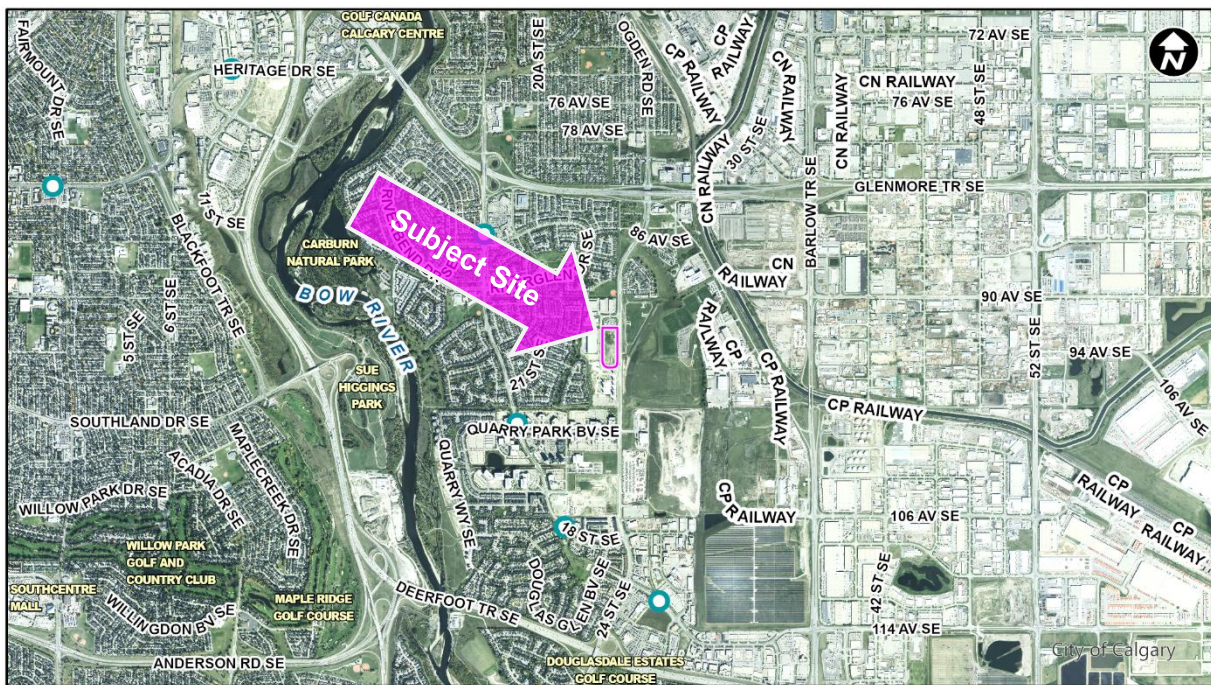 GOLF CANADA
CALGARY CENTRE
FAIRMOUNT DR SE
HERITAGE DR SE
20A ST SE
OGDEN RD SE
CP RAILWAY
CP
RAILWAY
CN RAILWAY
CN RAILWAY
72 AV SE
CN RAILWAY
76 AV SE
48 ST SE
N
76 AV SE
78 AV SE
CN RAILWAY
30 ST SE
GLENMORE TR SE
BARLOW TR SE
11 ST SE
BLACKFOOT TR SE
CARBURN
NATURAL PARK
Subject Site
86 AV SE
CN
RAILWAY
BOW RIVER
6 ST SE
5 ST SE
90 AV SE
52 ST SE
94 AV SE
106 AV SE
CP
RAILWAY
CP RAILWAY
CP RAILWAY
21 ST S
SUE
HIGGINGS
PARK
SOUTHLAND DR SE
QUARRY PARK BV SE
MAPLECREEK DR SE
ACADIA DR SE
QUARRY WY SE
WILLOW PARK DR SE
CP RAILWAY
CP
RAILWAY
RAILWAY
106 AV SE
18 ST SE
WILLOW PARK
GOLF AND
COUNTRY CLUB
SOUTHCENTRE
MALL
WILLINGDON BV SE
MAPLE RIDGE
GOLF COURSE
DEERFOOT TR SE
DOUGLAS GLEN BV SE
24 ST SE
42 ST SE
114 AV SE
ANDERSON RD SE
DOUGLASDALE ESTATES
GOLF COURSE
City of Calgary